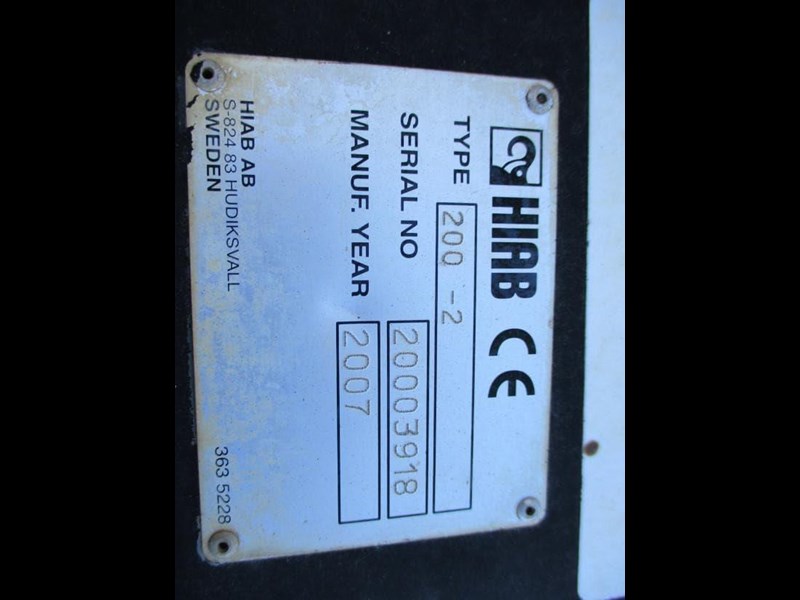 HIAB CE
TYPE 200 -2
SERIAL NO 20003918
MANUF. YEAR 2007
HIAB AB
S-824 83 HUDIKSVALL
SWEDEN
363 5228